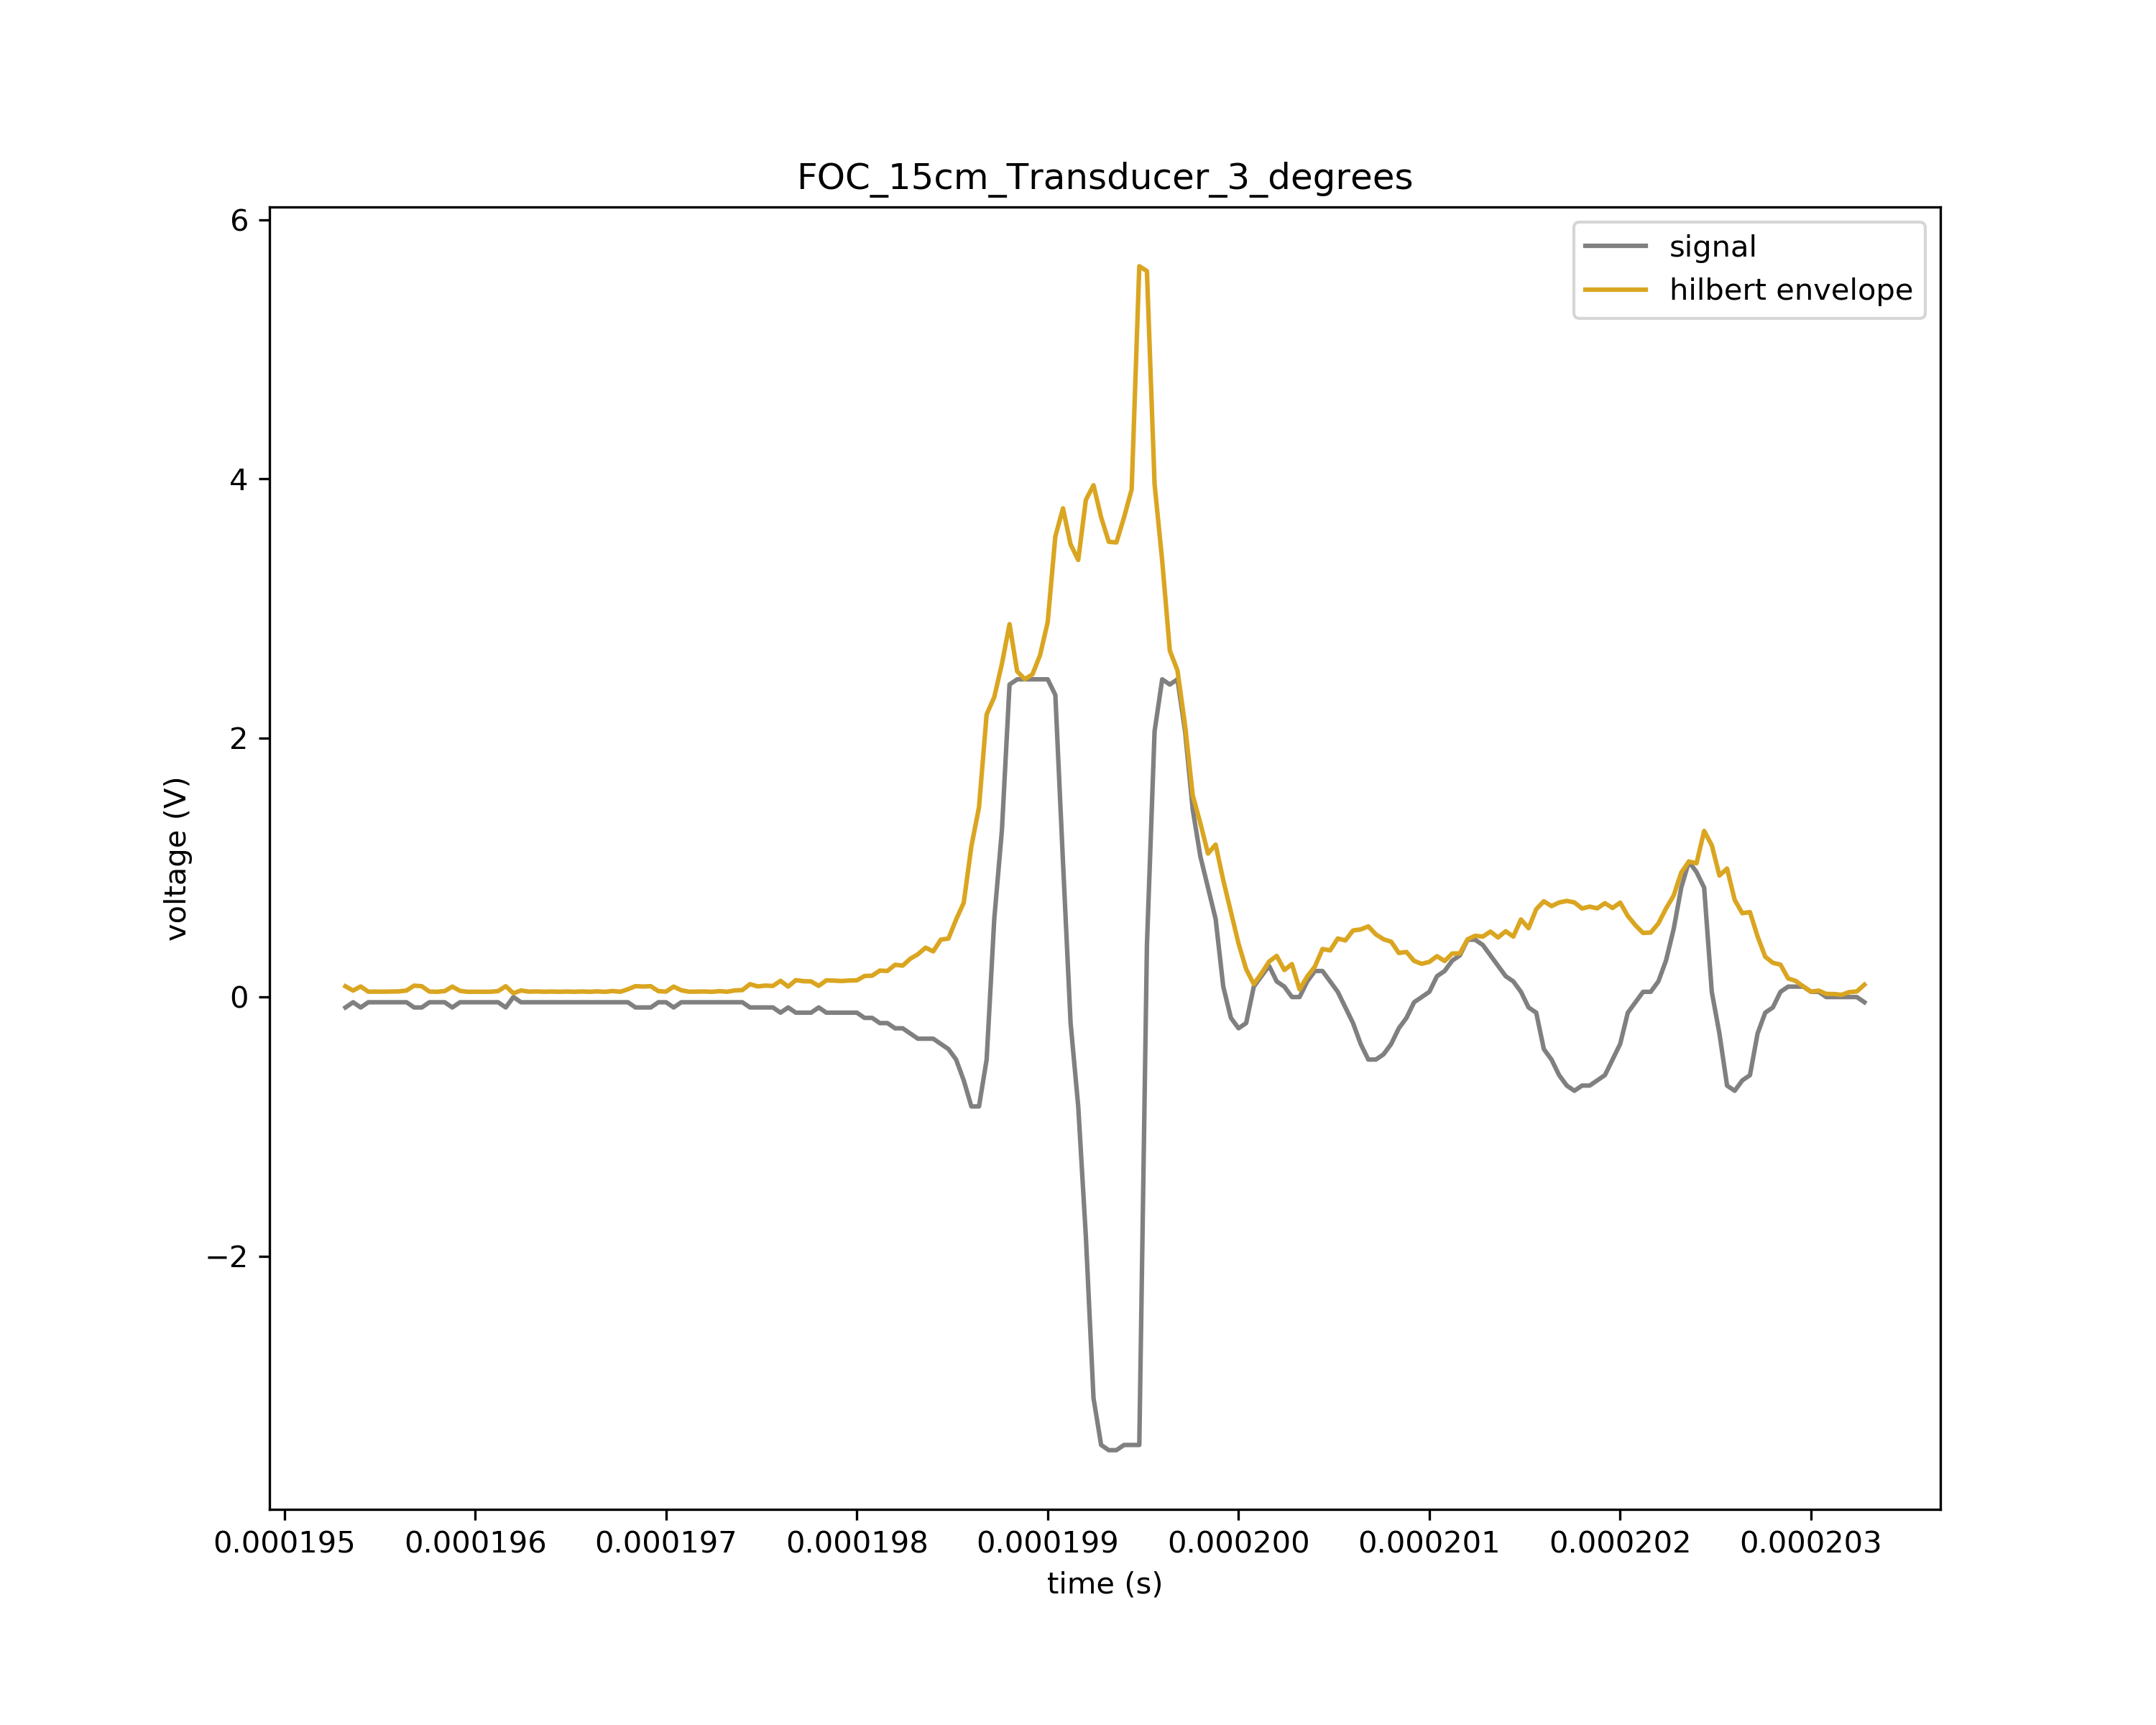 FOC_15cm_Transducer_3_degrees
signal
hilbert envelope
6
4
2
0
−2
voltage (V)
0.000195 0.000196 0.000197 0.000198 0.000199 0.000200 0.000201 0.000202 0.000203
time (s)